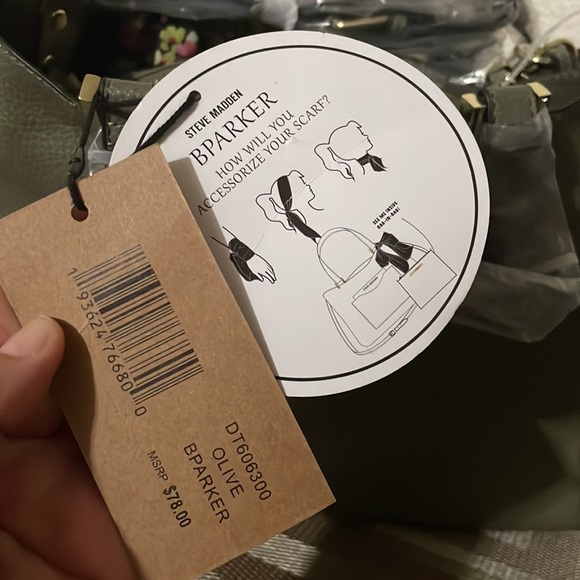 STEVE MADDEN
BPARKER
HOW WILL YOU
ACCESSORIZE YOUR SCARF?
SEE ME INSIDE
BAG-IN-BAG!
1 93624 76680 0
DT606300
OLIVE
BPARKER
MSRP $78.00